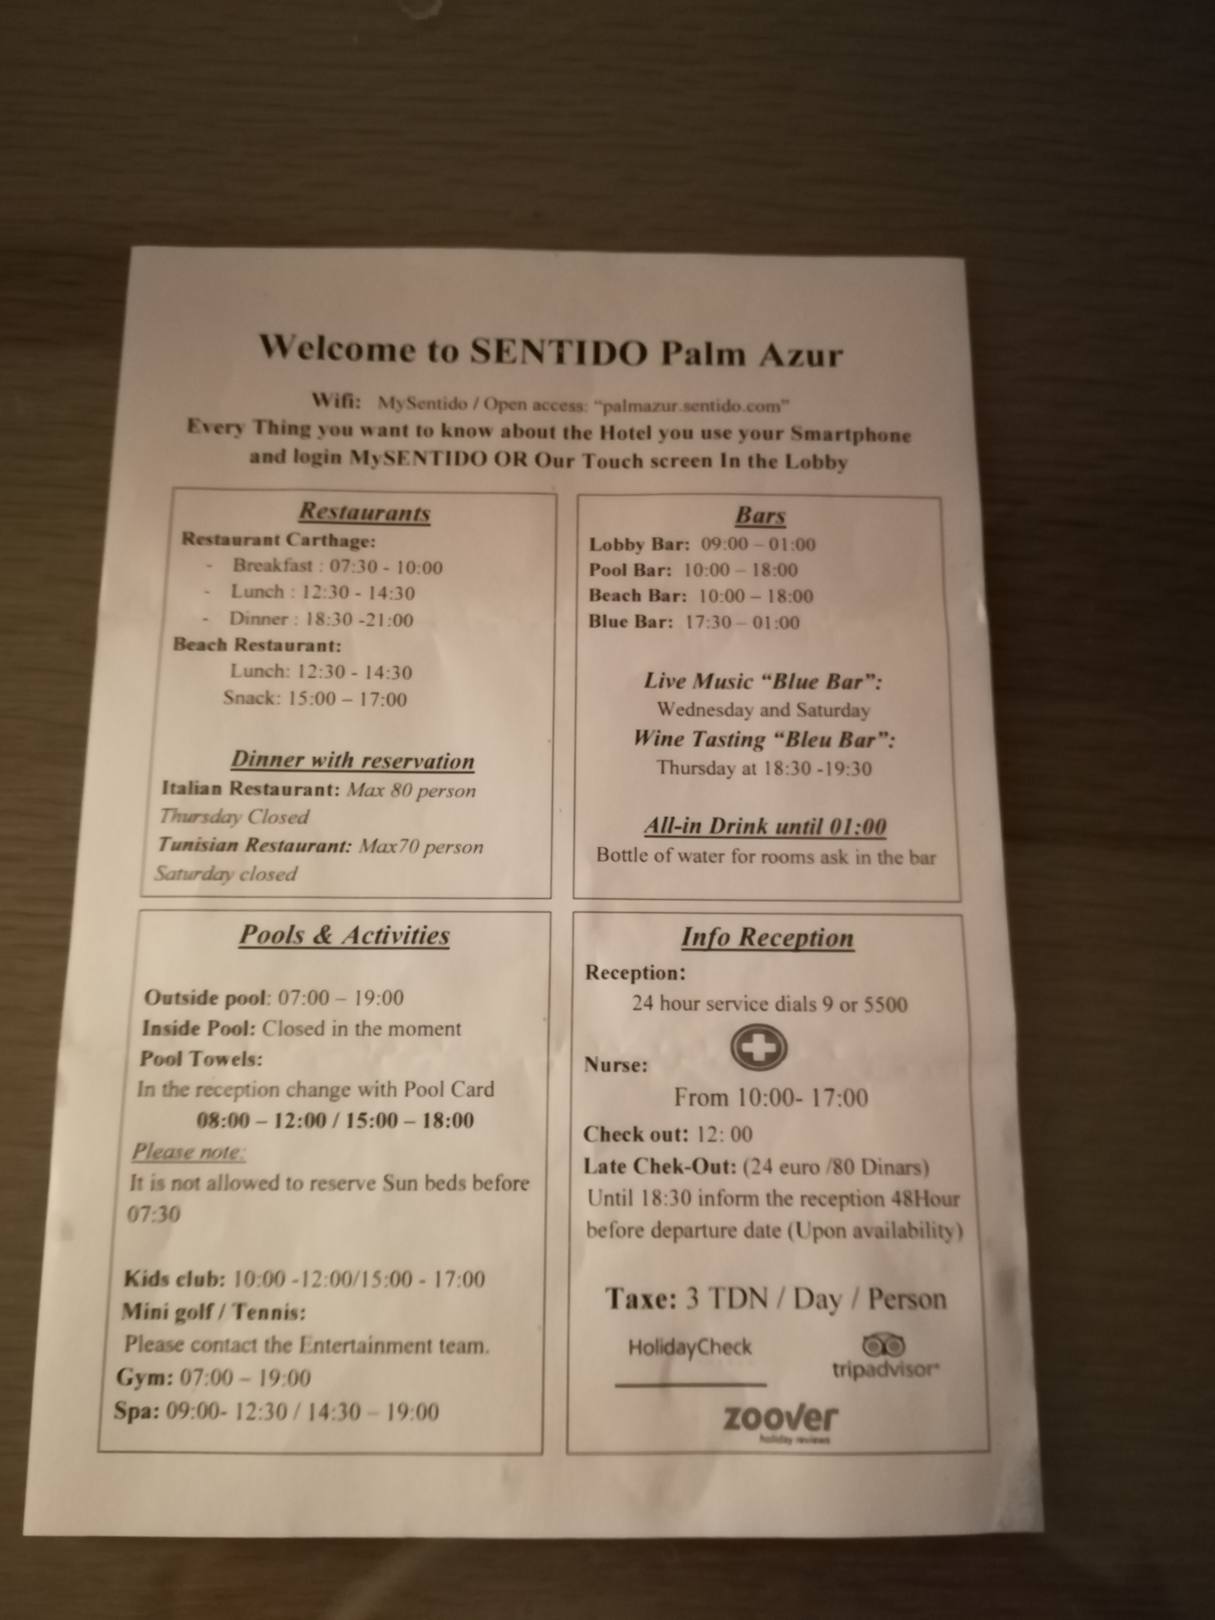 Welcome to SENTIDO Palm Azur
Wifi: MySentido / Open access: “palmazur.sentido.com”
Every Thing you want to know about the Hotel you use your Smartphone
and login MySENTIDO OR Our Touch screen In the Lobby
Restaurants
Restaurant Carthage:
- Breakfast : 07:30 - 10:00
- Lunch : 12:30 - 14:30
- Dinner : 18:30 -21:00
Beach Restaurant:
Lunch: 12:30 - 14:30
Snack: 15:00 – 17:00
Dinner with reservation
Italian Restaurant: Max 80 person
Thursday Closed
Tunisian Restaurant: Max70 person
Saturday closed
Bars
Lobby Bar: 09:00 – 01:00
Pool Bar: 10:00 – 18:00
Beach Bar: 10:00 – 18:00
Blue Bar: 17:30 – 01:00
Live Music “Blue Bar”:
Wednesday and Saturday
Wine Tasting “Bleu Bar”:
Thursday at 18:30 -19:30
All-in Drink until 01:00
Bottle of water for rooms ask in the bar
Pools & Activities
Outside pool: 07:00 – 19:00
Inside Pool: Closed in the moment
Pool Towels:
In the reception change with Pool Card
08:00 – 12:00 / 15:00 – 18:00
Please note:
It is not allowed to reserve Sun beds before
07:30
Kids club: 10:00 -12:00/15:00 - 17:00
Mini golf / Tennis:
Please contact the Entertainment team.
Gym: 07:00 – 19:00
Spa: 09:00- 12:30 / 14:30 – 19:00
Info Reception
Reception:
24 hour service dials 9 or 5500
Nurse:
From 10:00- 17:00
Check out: 12: 00
Late Chek-Out: (24 euro /80 Dinars)
Until 18:30 inform the reception 48Hour
before departure date (Upon availability)
Taxe: 3 TDN / Day / Person
HolidayCheck
tripadvisor®
zoover
holiday reviews